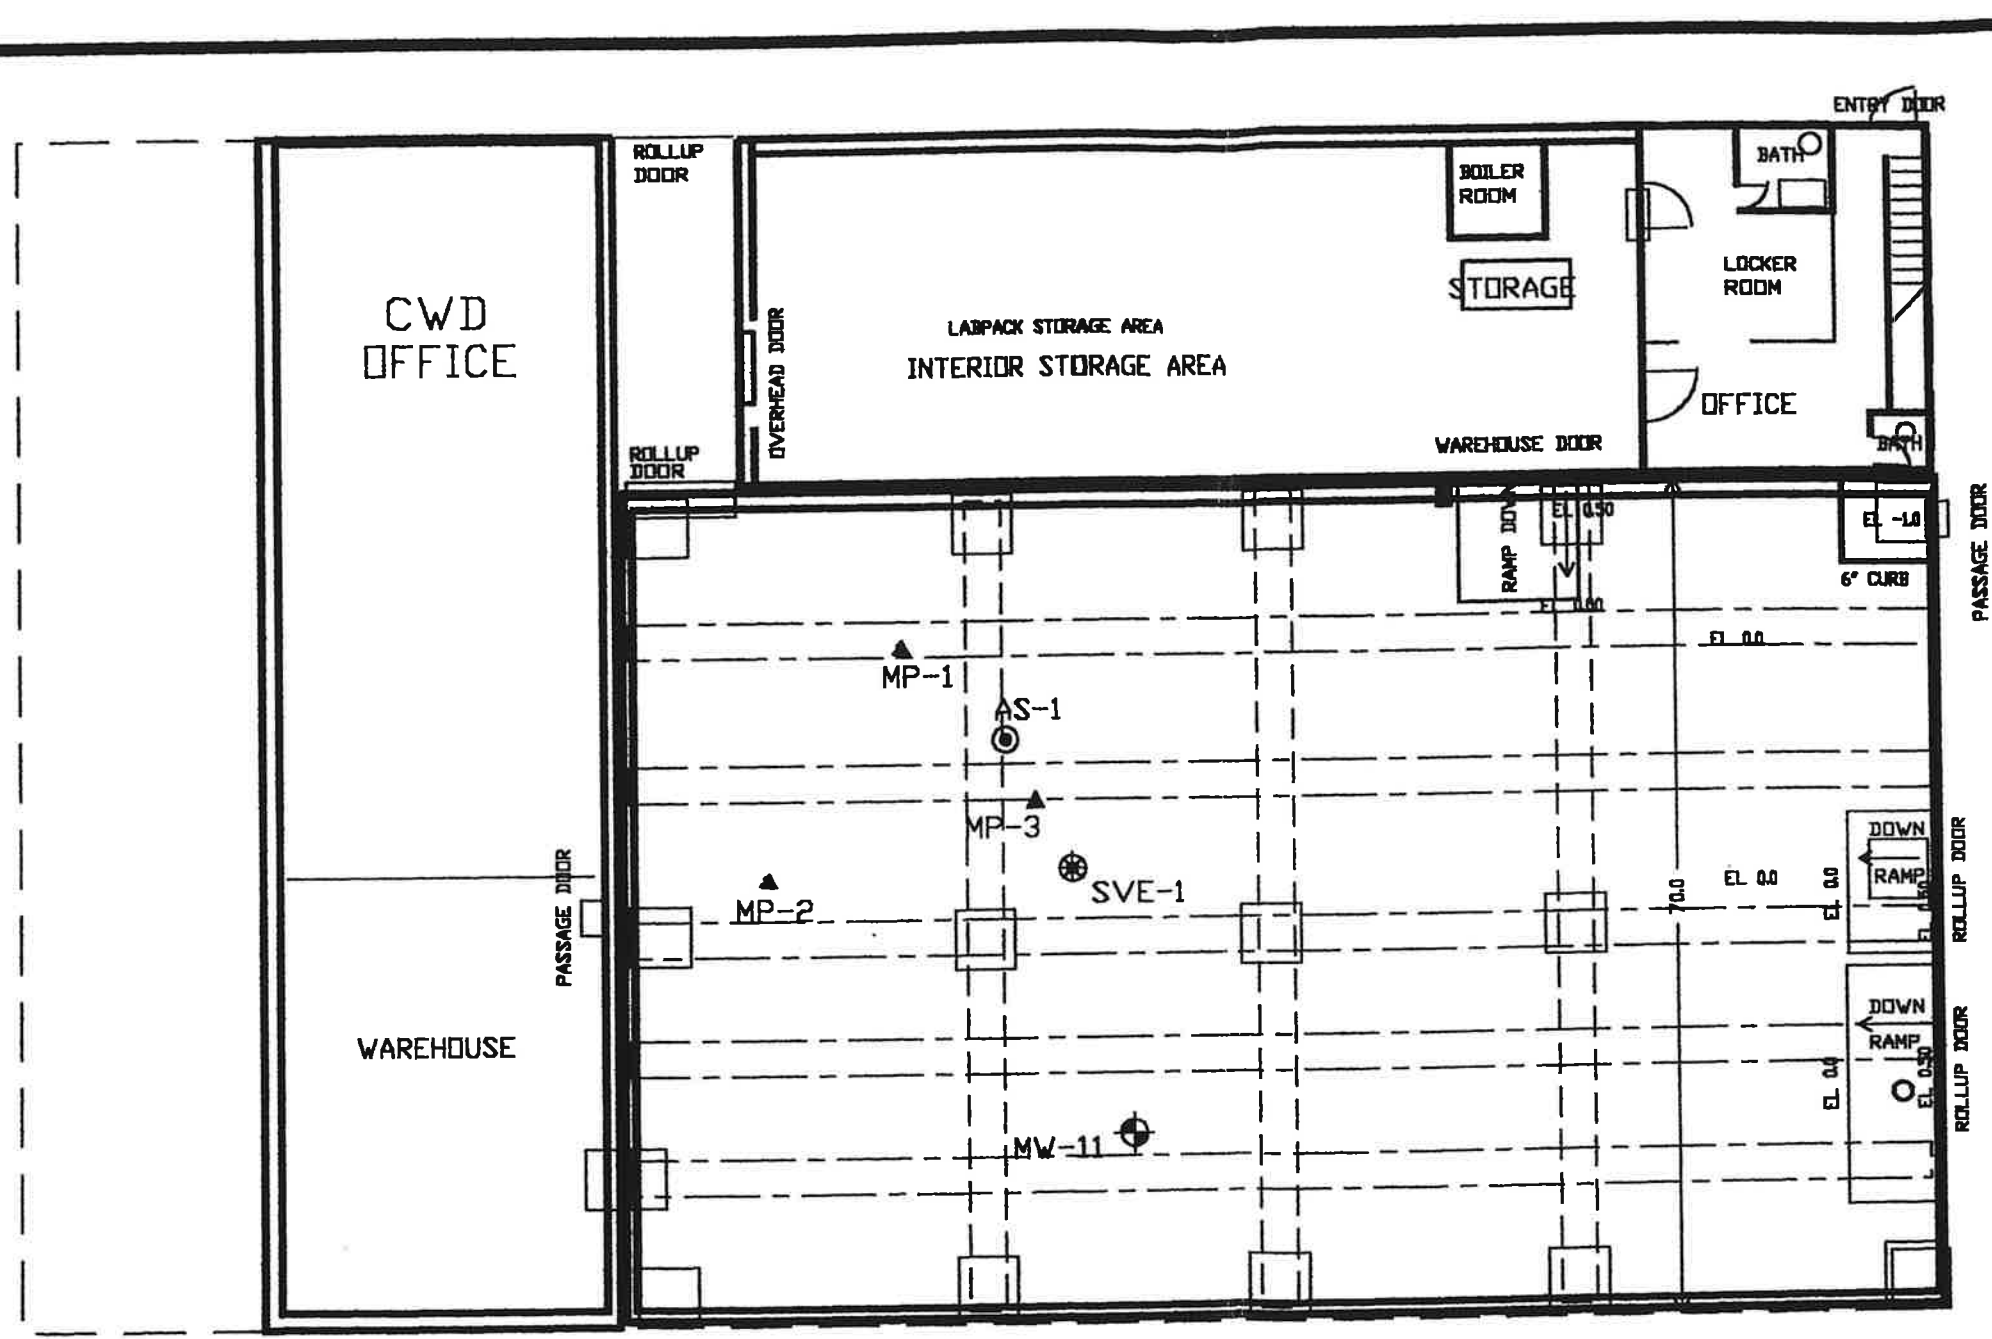 ENTRY DOOR
ROLLUP
DOOR
BOILER
ROOM
BATH
LOCKER
ROOM
STORAGE
CWD
OFFICE
LABPACK STORAGE AREA
INTERIOR STORAGE AREA
OVERHEAD DOOR
OFFICE
WAREHOUSE DOOR
BATH
ROLLUP
DOOR
RAMP DOWN
EL 0.50
EL -1.0
PASSAGE DOOR
6" CURB
EL 0.00
EL 0.0
MP-1
AS-1
MP-3
SVE-1
MP-2
PASSAGE DOOR
70.0
EL 0.0
EL 0.0
DOWN
RAMP
EL 0.50
ROLLUP DOOR
WAREHOUSE
DOWN
RAMP
EL 0.0
EL 0.50
ROLLUP DOOR
MW-11